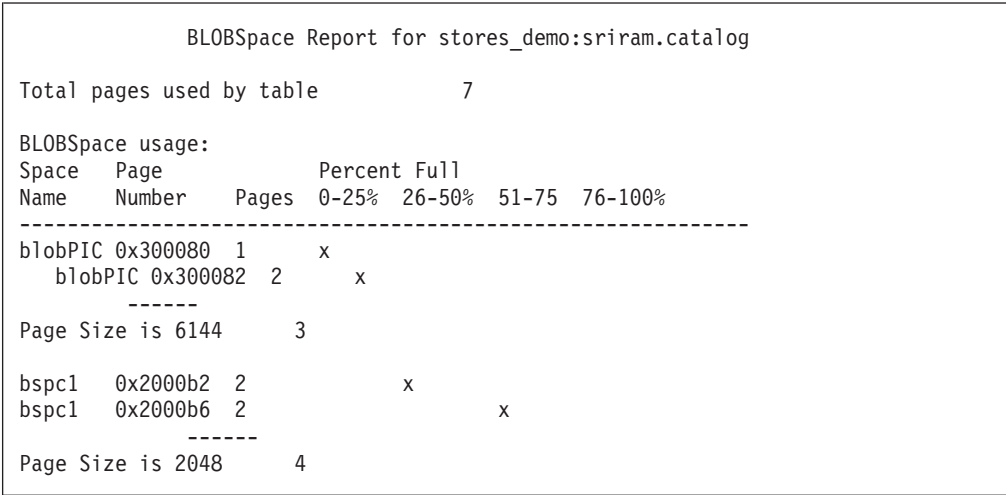 BLOBSpace Report for stores_demo:sriram.catalog
Total pages used by table 7
BLOBSpace usage:
Space Page Percent Full
Name Number Pages 0-25% 26-50% 51-75 76-100%
-------------------------------------------------------------
blobPIC 0x300080 1 x
blobPIC 0x300082 2 x
------
Page Size is 6144 3
bspc1 0x2000b2 2 x
bspc1 0x2000b6 2 x
------
Page Size is 2048 4